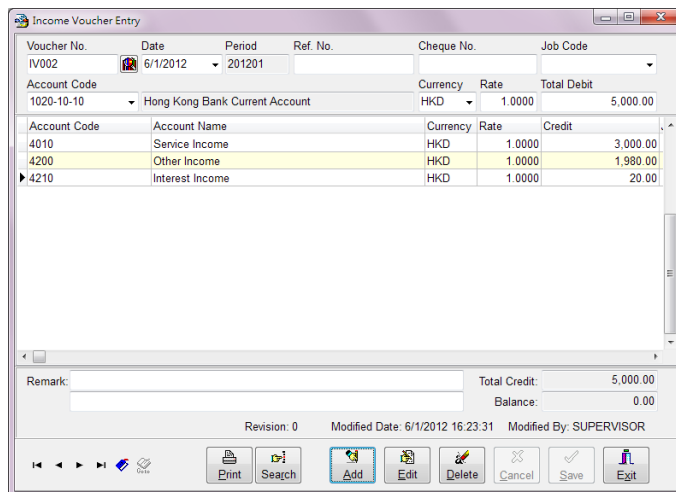 Income Voucher Entry
Voucher No. Date Period Ref. No. Cheque No. Job Code
IV002 6/1/2012 201201
Account Code Currency Rate Total Debit
1020-10-10 Hong Kong Bank Current Account HKD 1.0000 5,000.00
Account Code Account Name Currency Rate Credit
4010 Service Income HKD 1.0000 3,000.00
4200 Other Income HKD 1.0000 1,980.00
4210 Interest Income HKD 1.0000 20.00
Remark: Total Credit: 5,000.00
Balance: 0.00
Revision: 0 Modified Date: 6/1/2012 16:23:31 Modified By: SUPERVISOR
Goto
Print Search Add Edit Delete Cancel Save Exit